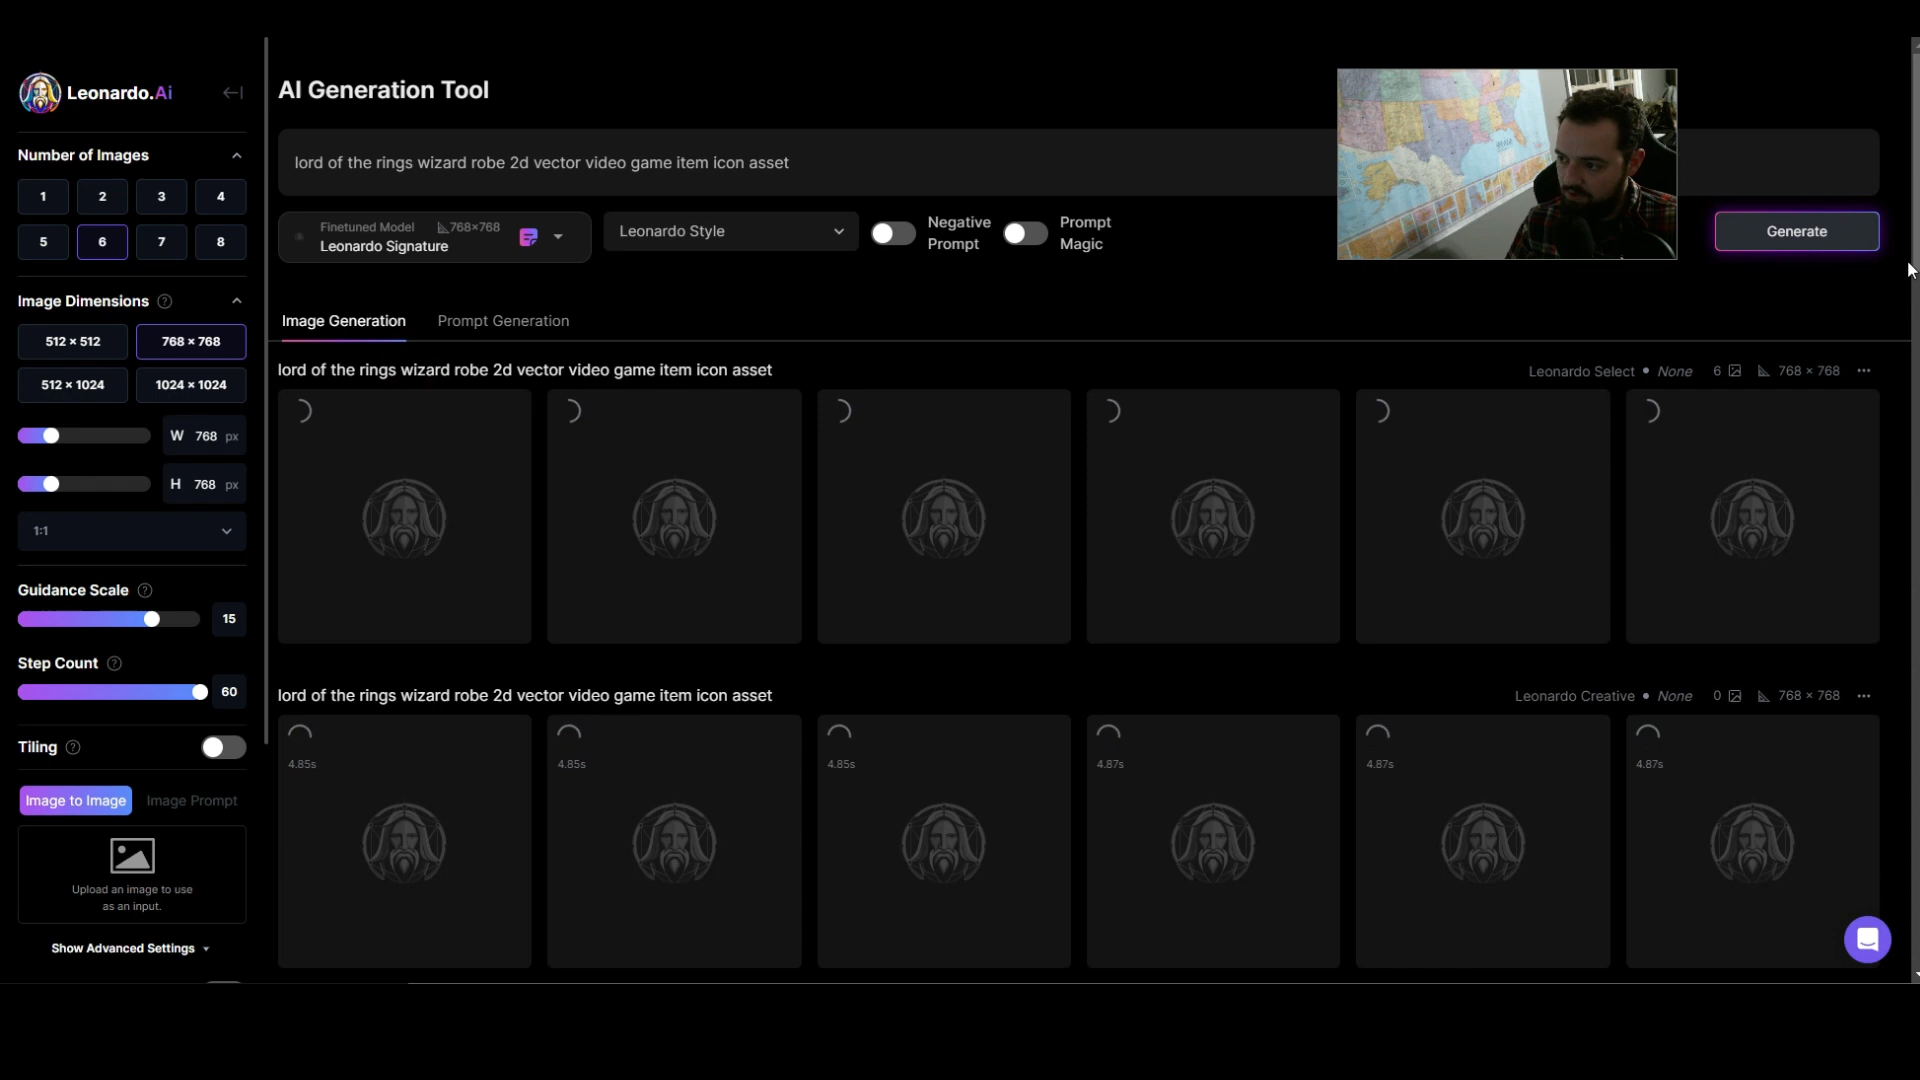 Leonardo.Ai
Number of Images
1 2 3 4
5 6 7 8
Image Dimensions ?
512 × 512 768 × 768
512 × 1024 1024 × 1024
W 768 px
H 768 px
1:1
Guidance Scale ?
15
Step Count ?
60
Tiling ?
Image to Image Image Prompt
Upload an image to use
as an input.
Show Advanced Settings
AI Generation Tool
lord of the rings wizard robe 2d vector video game item icon asset
Finetuned Model 768×768
Leonardo Signature
Leonardo Style
Negative
Prompt
Prompt
Magic
Generate
Image Generation Prompt Generation
lord of the rings wizard robe 2d vector video game item icon asset
Leonardo Select • None 6 768 × 768 ...
lord of the rings wizard robe 2d vector video game item icon asset
Leonardo Creative • None 0 768 × 768 ...
4.85s 4.85s 4.85s 4.87s 4.87s 4.87s